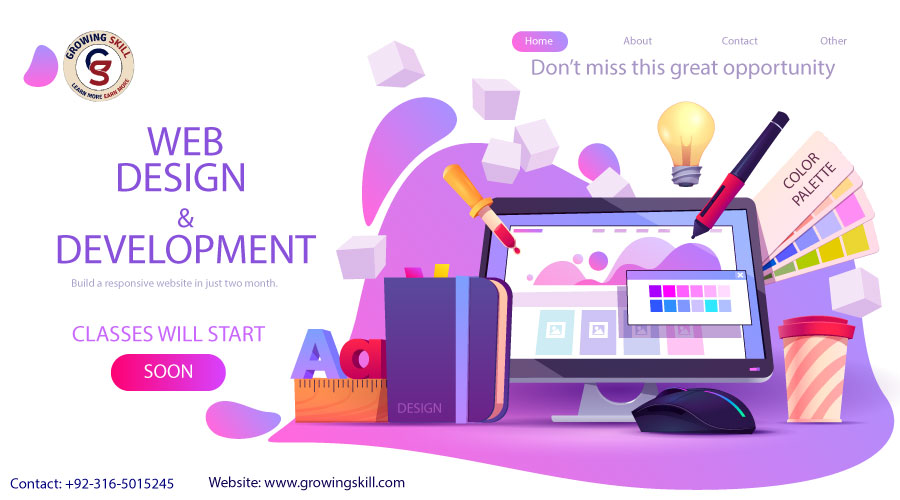 GROWING SKILL
GS
LEARN MORE EARN MORE
Home About Contact Other
Don't miss this great opportunity
WEB
DESIGN
&
DEVELOPMENT
Build a responsive website in just two month.
CLASSES WILL START
SOON
COLOR
PALETTE
Aa
DESIGN
Contact: +92-316-5015245
Website: www.growingskill.com